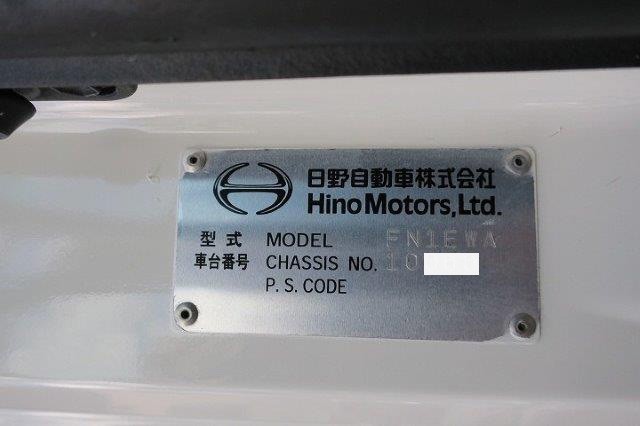 日野自動車株式会社
Hino Motors,Ltd.
型式 MODEL FN1EWA
車台番号 CHASSIS NO. 10
P.S.CODE